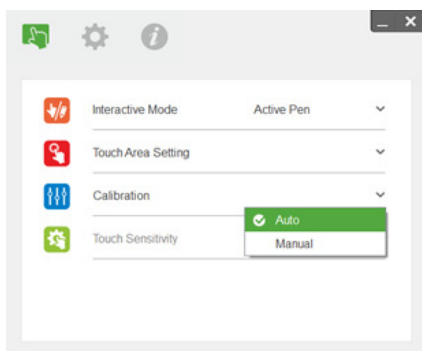 Interactive Mode Active Pen
Touch Area Setting
Calibration
Auto
Touch Sensitivity
Manual